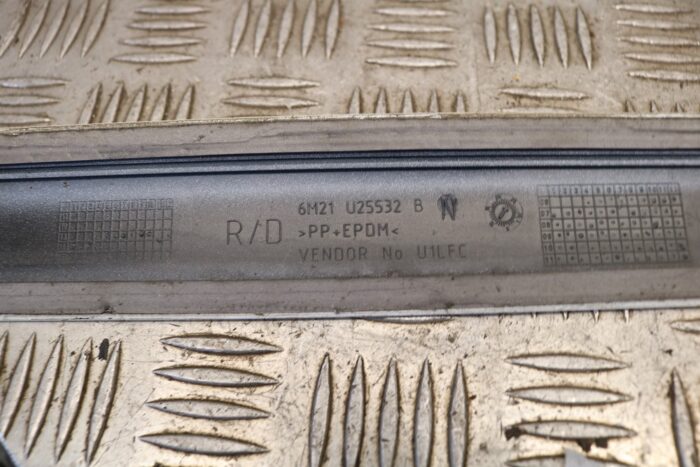 R/D
6M21 U25532 B
>PP+EPDM<
VENDOR No U1LFC